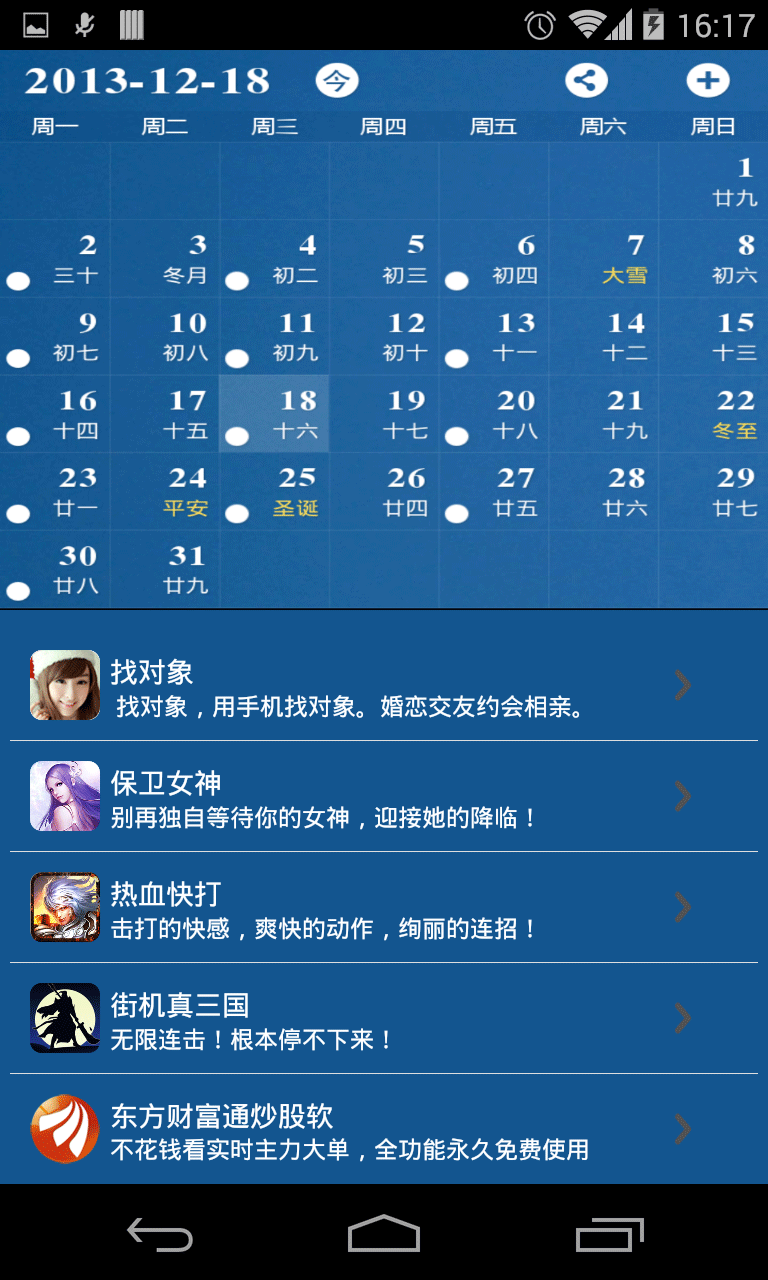 16:17
2013-12-18 今
周一 周二 周三 周四 周五 周六 周日
1
廿九
2 3 4 5 6 7 8
三十 冬月 初二 初三 初四 大雪 初六
9 10 11 12 13 14 15
初七 初八 初九 初十 十一 十二 十三
16 17 18 19 20 21 22
十四 十五 十六 十七 十八 十九 冬至
23 24 25 26 27 28 29
廿一 平安 圣诞 廿四 廿五 廿六 廿七
30 31
廿八 廿九
找对象
找对象，用手机找对象。婚恋交友约会相亲。
保卫女神
别再独自等待你的女神，迎接她的降临！
热血快打
击打的快感，爽快的动作，绚丽的连招！
街机真三国
无限连击！根本停不下来！
东方财富通炒股软
不花钱看实时主力大单，全功能永久免费使用